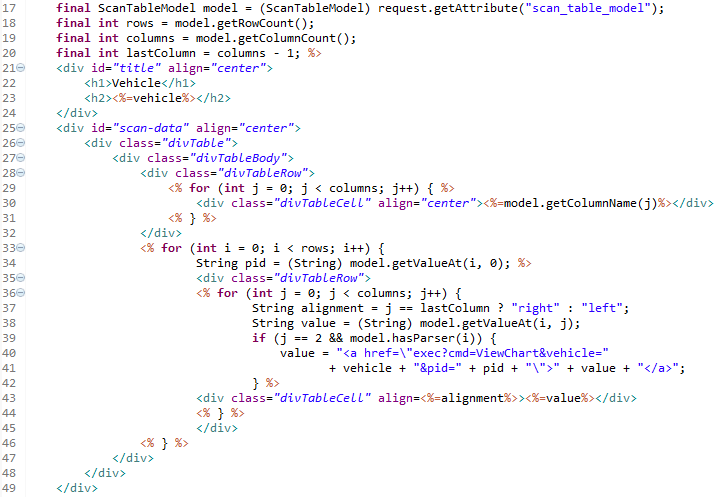 17 final ScanTableModel model = (ScanTableModel) request.getAttribute("scan_table_model");
18 final int rows = model.getRowCount();
19 final int columns = model.getColumnCount();
20 final int lastColumn = columns - 1; %>
21 <div id="title" align="center">
22 <h1>Vehicle</h1>
23 <h2><%=vehicle%></h2>
24 </div>
25 <div id="scan-data" align="center">
26 <div class="divTable">
27 <div class="divTableBody">
28 <div class="divTableRow">
29 <% for (int j = 0; j < columns; j++) { %>
30 <div class="divTableCell" align="center"><%=model.getColumnName(j)%></div>
31 <% } %>
32 </div>
33 <% for (int i = 0; i < rows; i++) {
34 String pid = (String) model.getValueAt(i, 0); %>
35 <div class="divTableRow">
36 <% for (int j = 0; j < columns; j++) {
37 String alignment = j == lastColumn ? "right" : "left";
38 String value = (String) model.getValueAt(i, j);
39 if (j == 2 && model.hasParser(i)) {
40 value = "<a href=\"exec?cmd=ViewChart&vehicle="
41 + vehicle + "&pid=" + pid + "\">" + value + "</a>";
42 } %>
43 <div class="divTableCell" align=<%=alignment%>><%=value%></div>
44 <% } %>
45 </div>
46 <% } %>
47 </div>
48 </div>
49 </div>